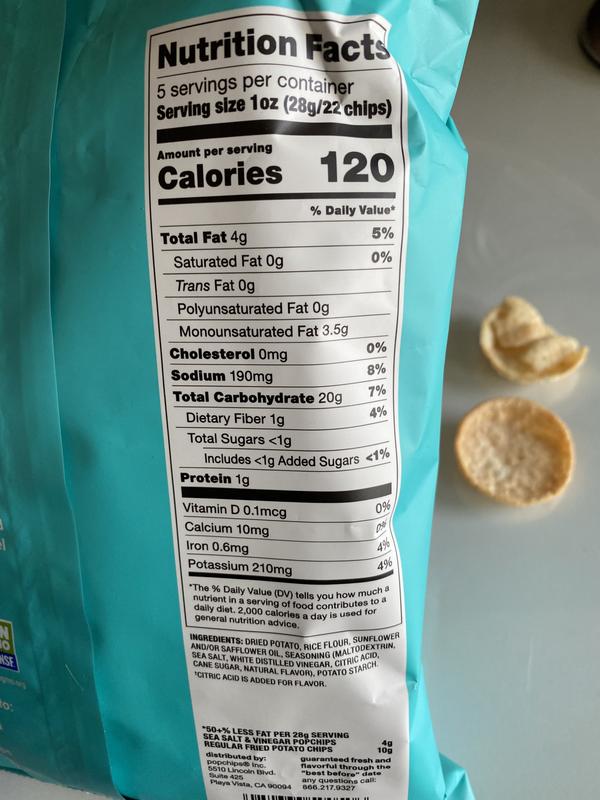 Nutrition Facts
5 servings per container
Serving size 1oz (28g/22 chips)
Amount per serving
Calories 120
% Daily Value*
Total Fat 4g 5%
Saturated Fat 0g 0%
Trans Fat 0g
Polyunsaturated Fat 0g
Monounsaturated Fat 3.5g
Cholesterol 0mg 0%
Sodium 190mg 8%
Total Carbohydrate 20g 7%
Dietary Fiber 1g 4%
Total Sugars <1g
Includes <1g Added Sugars <1%
Protein 1g
Vitamin D 0.1mcg 0%
Calcium 10mg 0%
Iron 0.6mg 4%
Potassium 210mg 4%
*The % Daily Value (DV) tells you how much a
nutrient in a serving of food contributes to a
daily diet. 2,000 calories a day is used for
general nutrition advice.
INGREDIENTS: DRIED POTATO, RICE FLOUR, SUNFLOWER
AND/OR SAFFLOWER OIL, SEASONING (MALTODEXTRIN,
SEA SALT, WHITE DISTILLED VINEGAR, CITRIC ACID,
CANE SUGAR, NATURAL FLAVOR), POTATO STARCH.
†CITRIC ACID IS ADDED FOR FLAVOR.
*50+% LESS FAT PER 28g SERVING
SEA SALT & VINEGAR POPCHIPS 4g
REGULAR FRIED POTATO CHIPS 10g
distributed by:
popchips® inc.
5510 Lincoln Blvd.
Suite 425
Playa Vista, CA 90094
guaranteed fresh and
flavorful through the
"best before" date
any questions call:
866.217.9327